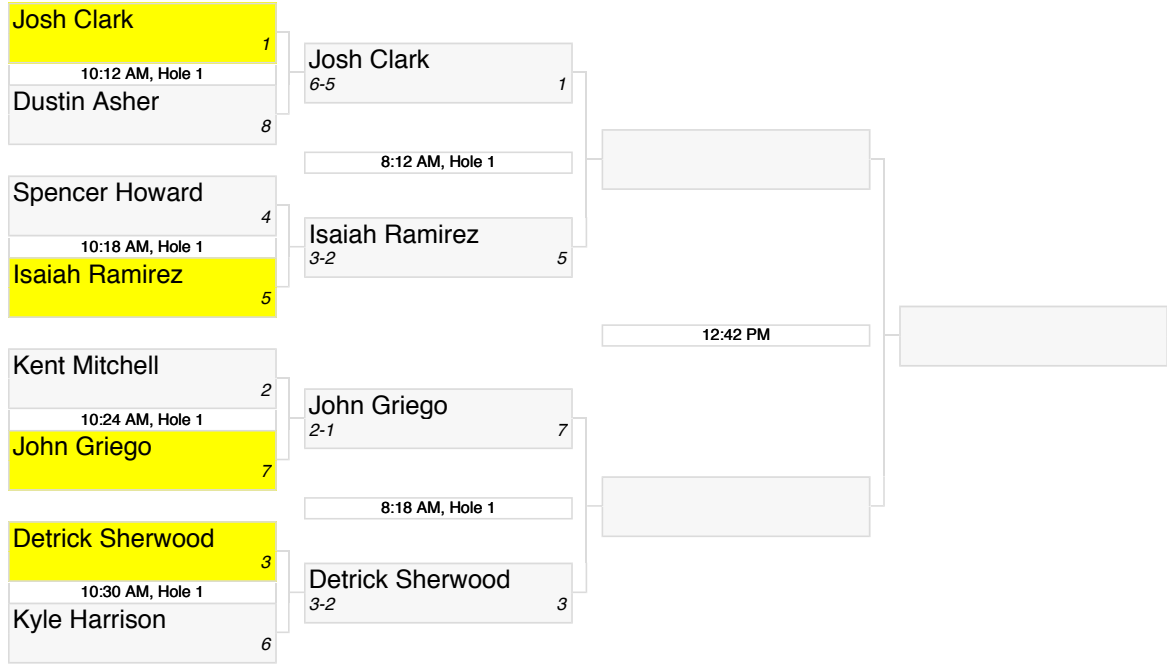 Josh Clark
1
10:12 AM, Hole 1
Dustin Asher
8
Spencer Howard
4
10:18 AM, Hole 1
Isaiah Ramirez
5
Kent Mitchell
2
10:24 AM, Hole 1
John Griego
7
Detrick Sherwood
3
10:30 AM, Hole 1
Kyle Harrison
6
Josh Clark
6-5 1
8:12 AM, Hole 1
Isaiah Ramirez
3-2 5
John Griego
2-1 7
8:18 AM, Hole 1
Detrick Sherwood
3-2 3
12:42 PM